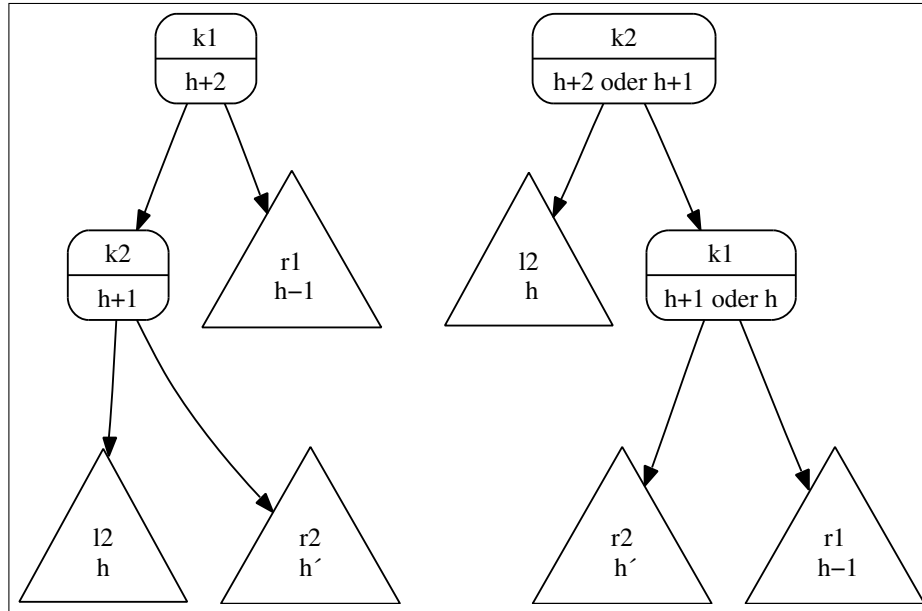 k1
h+2
k2
h+1
r1
h−1
l2
h
r2
h´
k2
h+2 oder h+1
l2
h
k1
h+1 oder h
r2
h´
r1
h−1